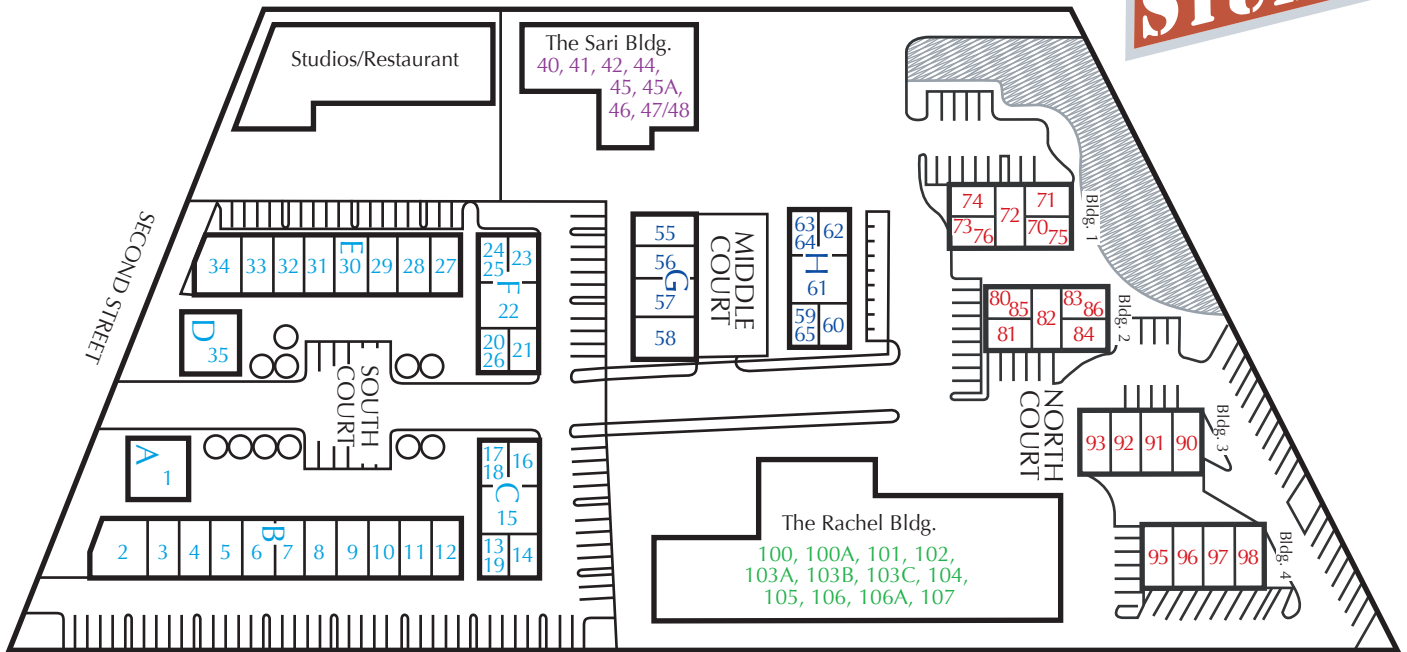 Studios/Restaurant
The Sari Bldg.
40, 41, 42, 44,
45, 45A,
46, 47/48
SECOND STREET
E
34 33 32 31 30 29 28 27
24 23
25
F
22
20 21
26
D
35
SOUTH
COURT
A
1
17 16
18
C
15
13 14
19
B
2 3 4 5 6 7 8 9 10 11 12
55
56
G
57
58
MIDDLE
COURT
63 62
64
H
61
59 60
65
74 72 71
73 76 70 75
Bldg. 1
80 85 82 83 86
81 84
Bldg. 2
NORTH
COURT
93 92 91 90
Bldg. 3
95 96 97 98
Bldg. 4
The Rachel Bldg.
100, 100A, 101, 102,
103A, 103B, 103C, 104,
105, 106, 106A, 107